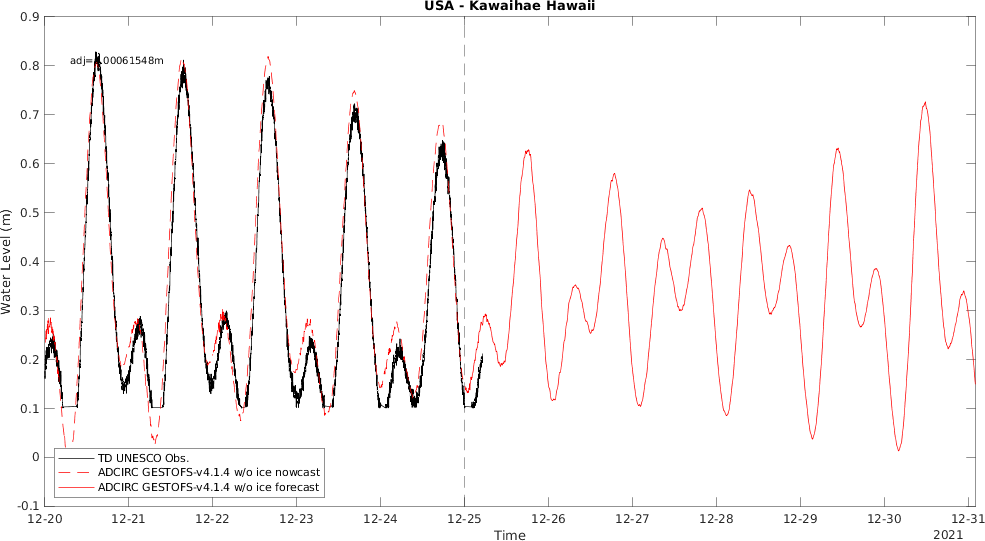 USA - Kawaihae Hawaii
0.9
0.8
0.7
0.6
0.5
0.4
0.3
0.2
0.1
0
-0.1
Water Level (m)
TD UNESCO Obs.
ADCIRC GESTOFS-v4.1.4 w/o ice nowcast
ADCIRC GESTOFS-v4.1.4 w/o ice forecast
12-20 12-21 12-22 12-23 12-24 12-25 12-26 12-27 12-28 12-29 12-30 12-31
Time
2021